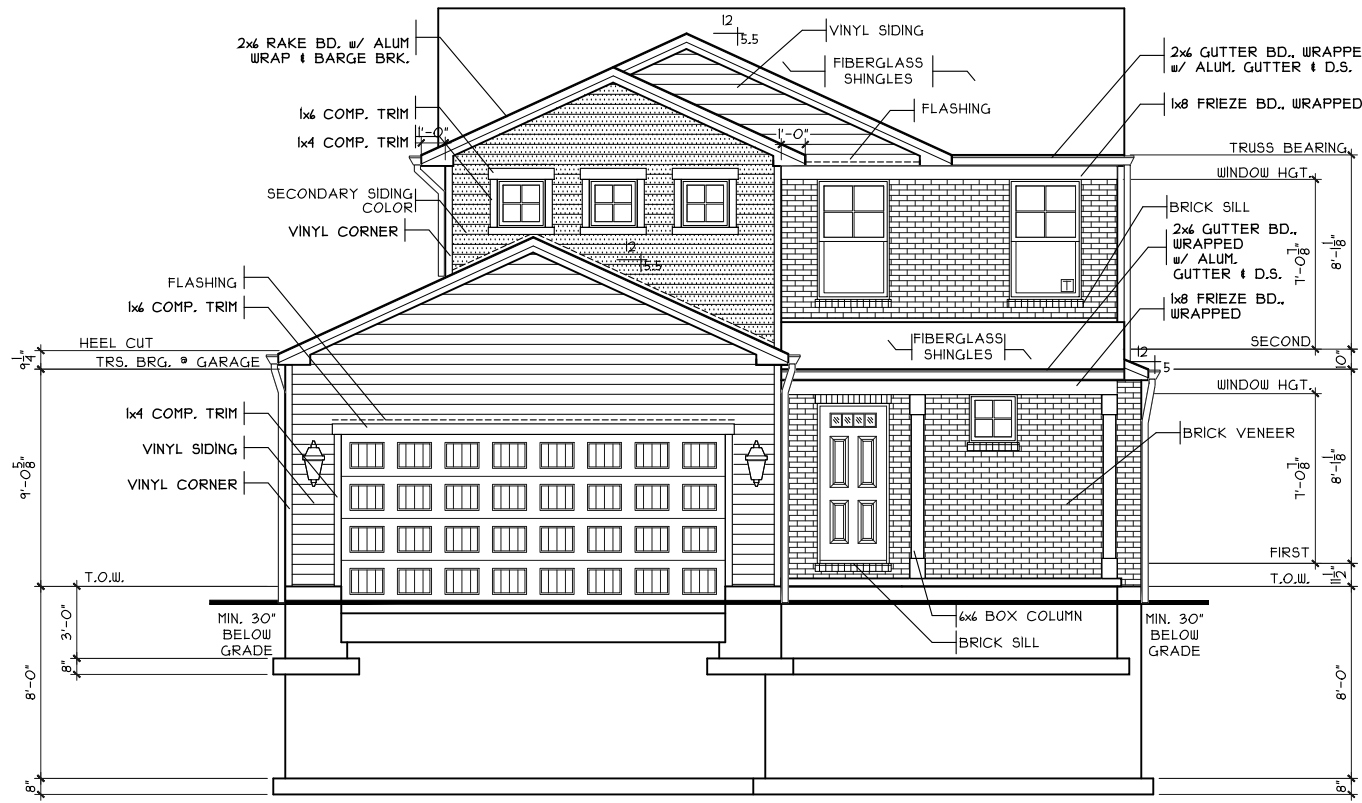 12
5.5
VINYL SIDING
2x6 RAKE BD. w/ ALUM
WRAP & BARGE BRK.
2x6 GUTTER BD., WRAPPE
w/ ALUM. GUTTER & D.S.
FIBERGLASS
SHINGLES
1x6 COMP. TRIM
FLASHING
1x8 FRIEZE BD., WRAPPED
1'-0"
1'-0"
1x4 COMP. TRIM
TRUSS BEARING
WINDOW HGT.
SECONDARY SIDING
COLOR
BRICK SILL
VINYL CORNER
2x6 GUTTER BD.,
WRAPPED
w/ ALUM.
GUTTER & D.S.
12
5.5
7'-0 7/8"
8'-1 1/8"
T
FLASHING
1x6 COMP. TRIM
1x8 FRIEZE BD.,
WRAPPED
HEEL CUT
FIBERGLASS
SHINGLES
SECOND
9 1/4"
TRS. BRG. @ GARAGE
12
5
10"
WINDOW HGT.
1x4 COMP. TRIM
BRICK VENEER
VINYL SIDING
9'-0 5/8"
VINYL CORNER
7'-0 7/8"
8'-1 1/8"
FIRST
T.O.W.
T.O.W.
11 1/2"
MIN. 30"
BELOW
GRADE
6x6 BOX COLUMN
BRICK SILL
MIN. 30"
BELOW
GRADE
3'-0"
8"
8'-0"
8'-0"
8"
8"